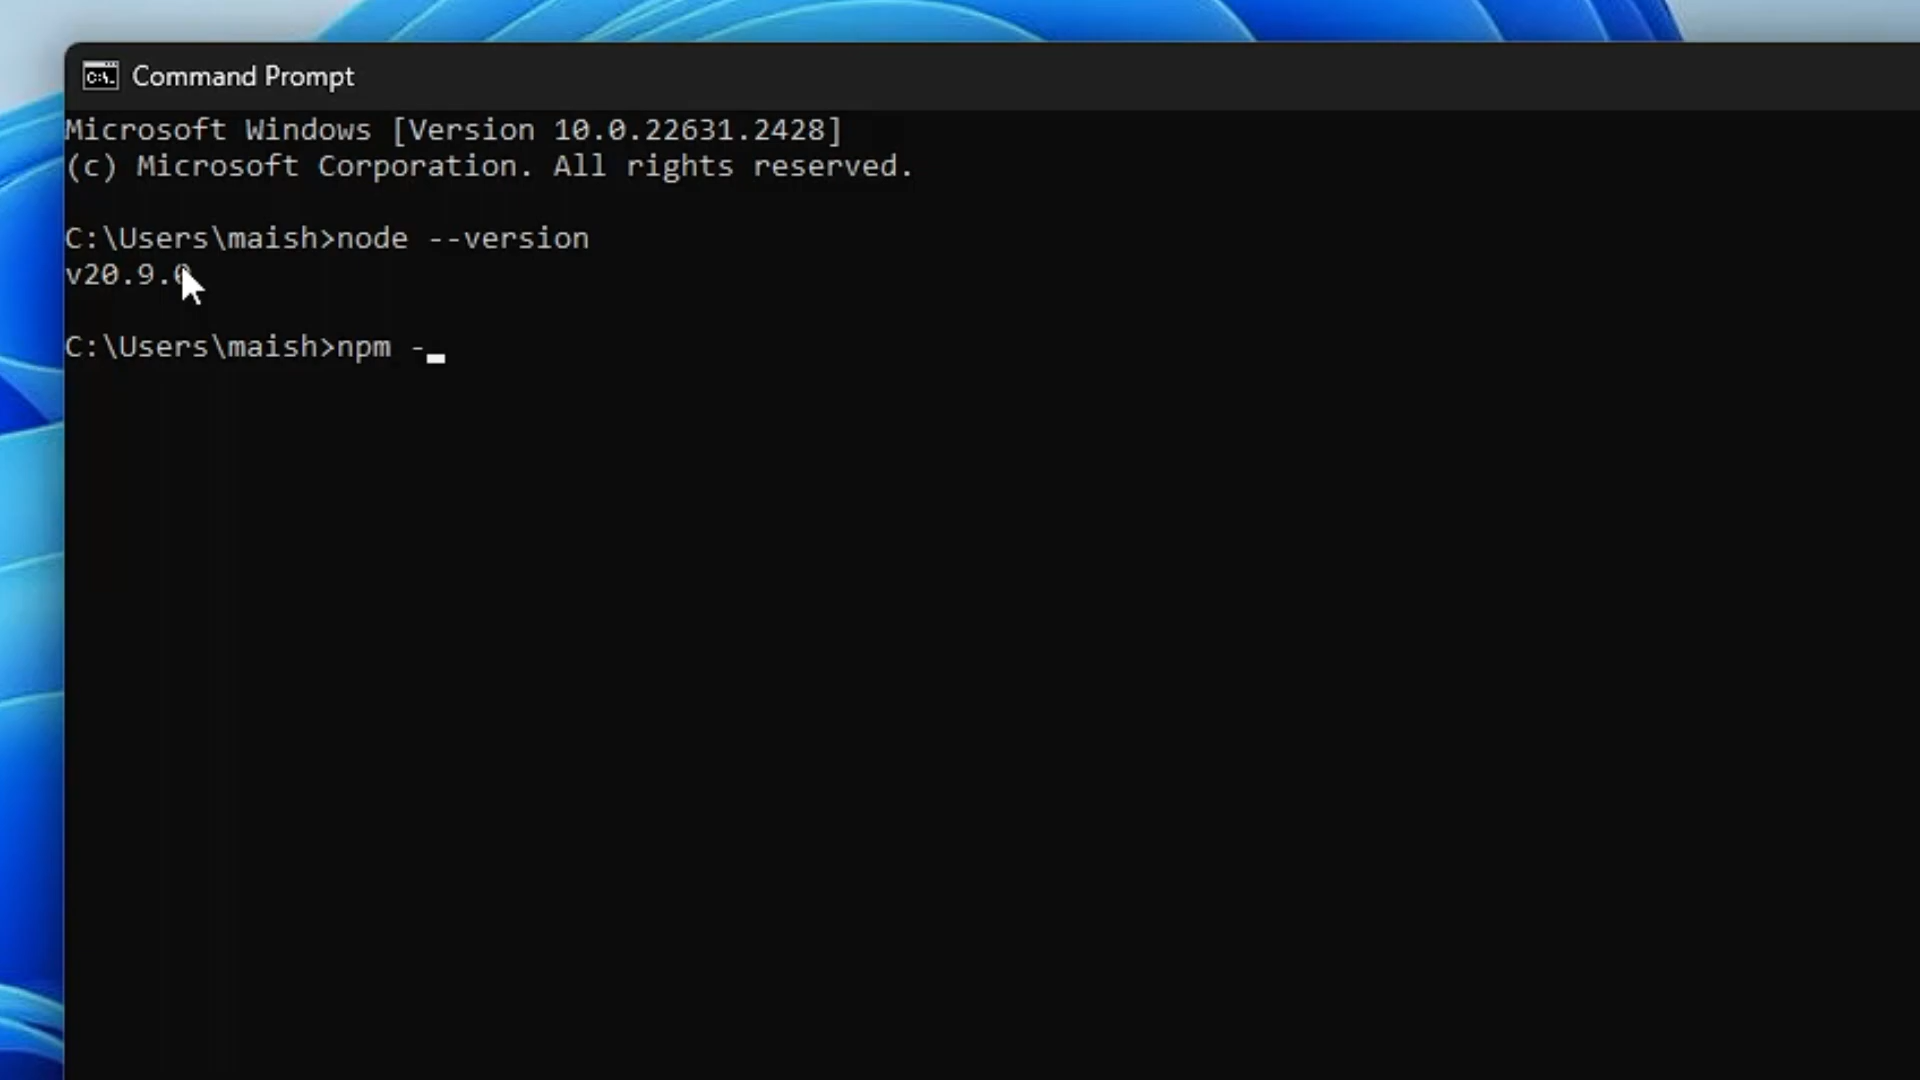 Command Prompt
Microsoft Windows [Version 10.0.22631.2428]
(c) Microsoft Corporation. All rights reserved.
C:\Users\maish>node --version
v20.9.0
C:\Users\maish>npm -